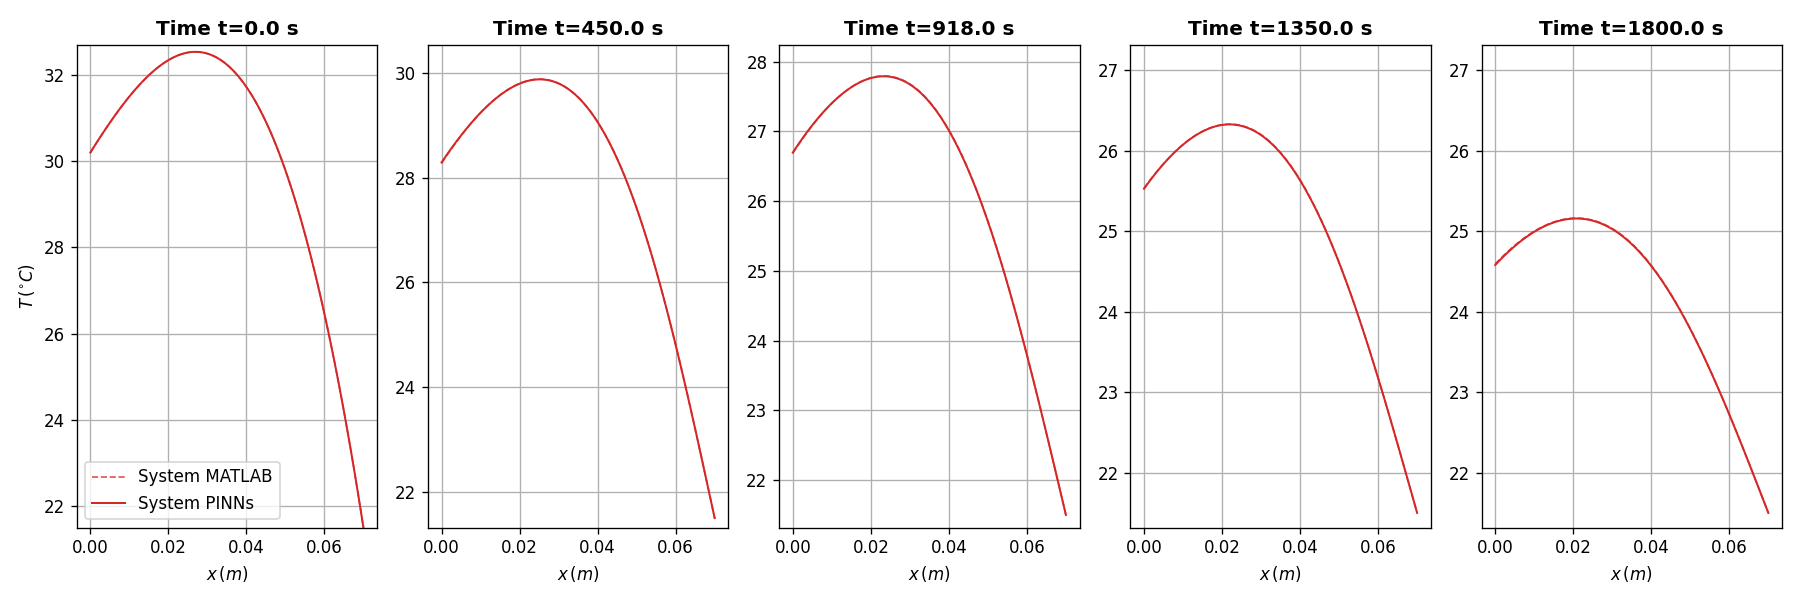 Time t=0.0 s
Time t=450.0 s
Time t=918.0 s
Time t=1350.0 s
Time t=1800.0 s
T (°C)
32
30
28
26
24
22
System MATLAB
System PINNs
0.00 0.02 0.04 0.06
x (m)
30
28
26
24
22
0.00 0.02 0.04 0.06
x (m)
28
27
26
25
24
23
22
0.00 0.02 0.04 0.06
x (m)
27
26
25
24
23
22
0.00 0.02 0.04 0.06
x (m)
27
26
25
24
23
22
0.00 0.02 0.04 0.06
x (m)